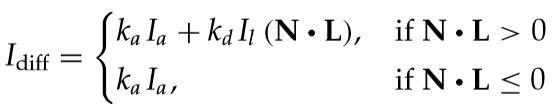 I_diff = { k_a I_a + k_d I_l (N • L), if N • L > 0
k_a I_a, if N • L ≤ 0